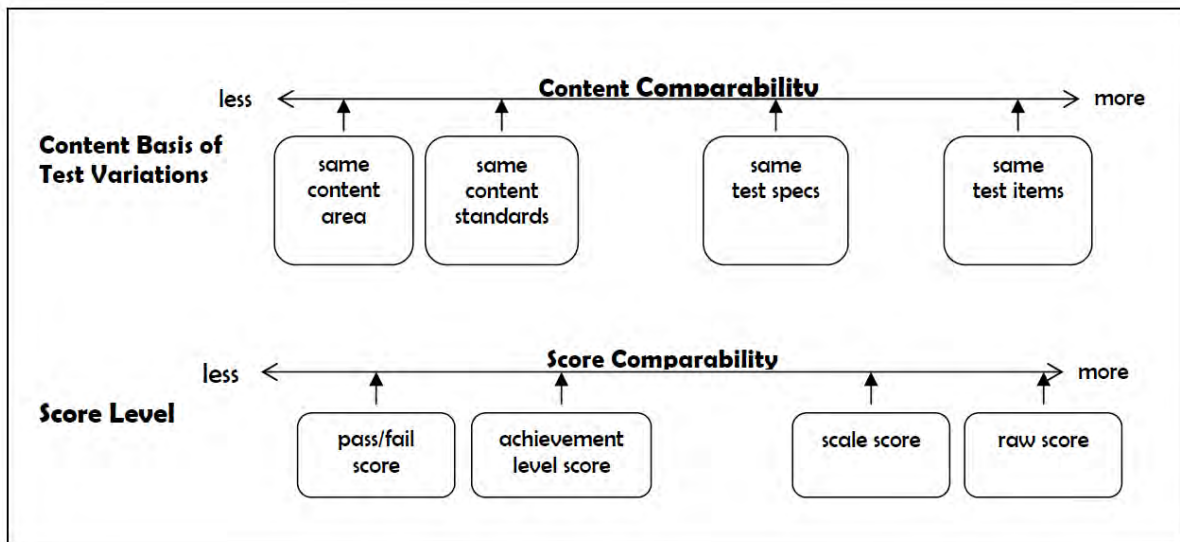 Content Comparability
less
more
Content Basis of
Test Variations
same
content
area
same
content
standards
same
test specs
same
test items
Score Comparability
less
more
Score Level
pass/fail
score
achievement
level score
scale score
raw score